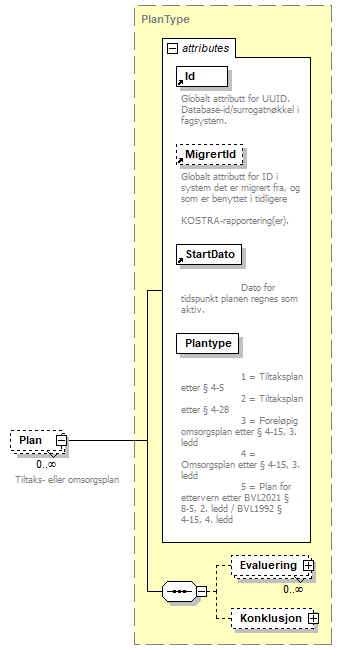 PlanType
attributes
Id
Globalt attributt for UUID.
Database-id/surrogatnøkkel i
fagsystem.
MigrertId
Globalt attributt for ID i
system det er migrert fra, og
som er benyttet i tidligere
KOSTRA-rapportering(er).
StartDato
Dato for
tidspunkt planen regnes som
aktiv.
Plantype
1 = Tiltaksplan
etter § 4-5
2 = Tiltaksplan
etter § 4-28
3 = Foreløpig
omsorgsplan etter § 4-15, 3.
ledd
4 =
Omsorgsplan etter § 4-15, 3.
ledd
5 = Plan for
ettervern etter BVL2021 §
8-5, 2. ledd / BVL1992 §
4-15, 4. ledd
Plan
0..∞
Tiltaks- eller omsorgsplan
Evaluering
0..∞
Konklusjon